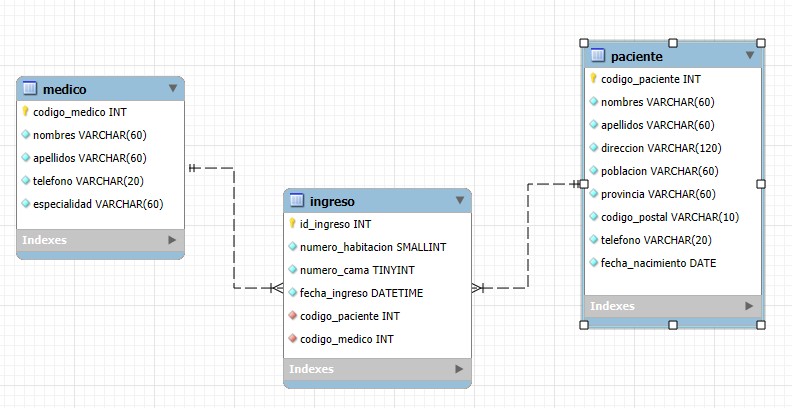 medico
codigo_medico INT
nombres VARCHAR(60)
apellidos VARCHAR(60)
telefono VARCHAR(20)
especialidad VARCHAR(60)
Indexes
ingreso
id_ingreso INT
numero_habitacion SMALLINT
numero_cama TINYINT
fecha_ingreso DATETIME
codigo_paciente INT
codigo_medico INT
Indexes
paciente
codigo_paciente INT
nombres VARCHAR(60)
apellidos VARCHAR(60)
direccion VARCHAR(120)
poblacion VARCHAR(60)
provincia VARCHAR(60)
codigo_postal VARCHAR(10)
telefono VARCHAR(20)
fecha_nacimiento DATE
Indexes